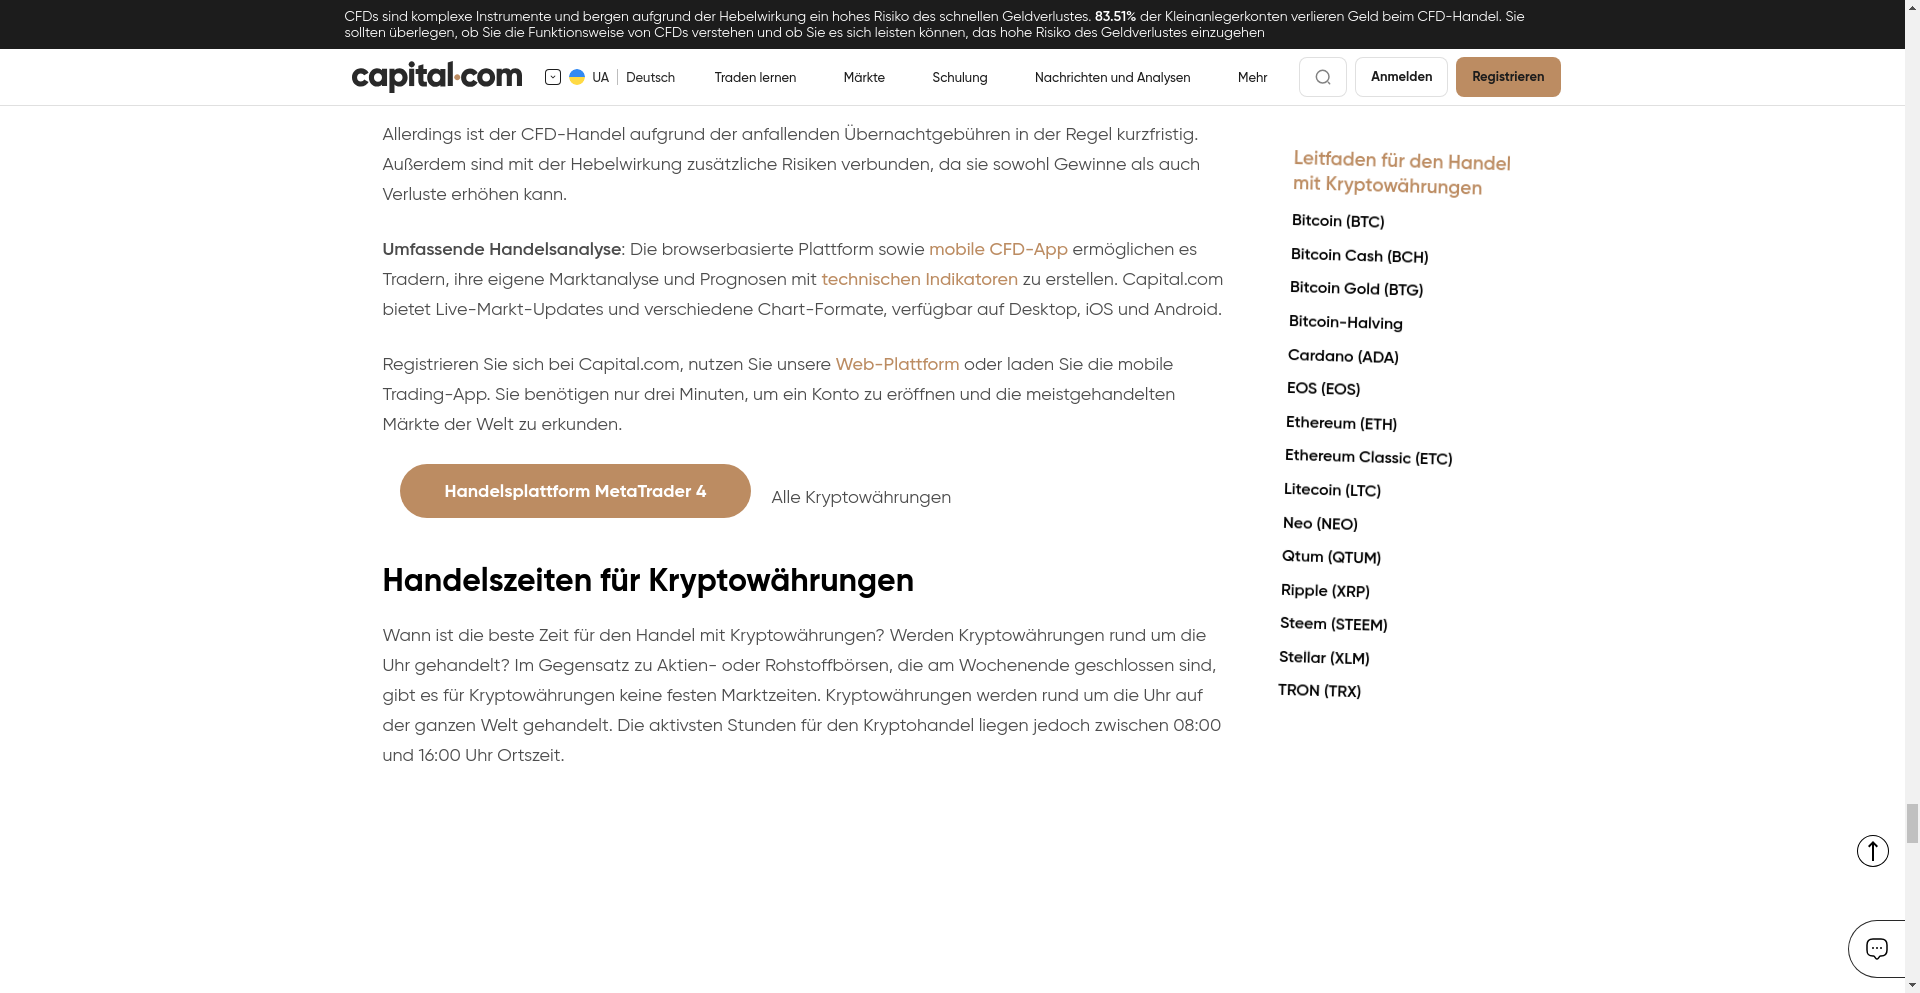 CFDs sind komplexe Instrumente und bergen aufgrund der Hebelwirkung ein hohes Risiko des schnellen Geldverlustes. 83.51% der Kleinanlegerkonten verlieren Geld beim CFD-Handel. Sie
sollten überlegen, ob Sie die Funktionsweise von CFDs verstehen und ob Sie es sich leisten können, das hohe Risiko des Geldverlustes einzugehen
capital.com UA Deutsch Traden lernen Märkte Schulung Nachrichten und Analysen Mehr Anmelden Registrieren
Allerdings ist der CFD-Handel aufgrund der anfallenden Übernachtgebühren in der Regel kurzfristig.
Außerdem sind mit der Hebelwirkung zusätzliche Risiken verbunden, da sie sowohl Gewinne als auch
Verluste erhöhen kann.
Umfassende Handelsanalyse: Die browserbasierte Plattform sowie mobile CFD-App ermöglichen es
Tradern, ihre eigene Marktanalyse und Prognosen mit technischen Indikatoren zu erstellen. Capital.com
bietet Live-Markt-Updates und verschiedene Chart-Formate, verfügbar auf Desktop, iOS und Android.
Registrieren Sie sich bei Capital.com, nutzen Sie unsere Web-Plattform oder laden Sie die mobile
Trading-App. Sie benötigen nur drei Minuten, um ein Konto zu eröffnen und die meistgehandelten
Märkte der Welt zu erkunden.
Handelsplattform MetaTrader 4
Alle Kryptowährungen
Handelszeiten für Kryptowährungen
Wann ist die beste Zeit für den Handel mit Kryptowährungen? Werden Kryptowährungen rund um die
Uhr gehandelt? Im Gegensatz zu Aktien- oder Rohstoffbörsen, die am Wochenende geschlossen sind,
gibt es für Kryptowährungen keine festen Marktzeiten. Kryptowährungen werden rund um die Uhr auf
der ganzen Welt gehandelt. Die aktivsten Stunden für den Kryptohandel liegen jedoch zwischen 08:00
und 16:00 Uhr Ortszeit.
Leitfaden für den Handel
mit Kryptowährungen
Bitcoin (BTC)
Bitcoin Cash (BCH)
Bitcoin Gold (BTG)
Bitcoin-Halving
Cardano (ADA)
EOS (EOS)
Ethereum (ETH)
Ethereum Classic (ETC)
Litecoin (LTC)
Neo (NEO)
Qtum (QTUM)
Ripple (XRP)
Steem (STEEM)
Stellar (XLM)
TRON (TRX)